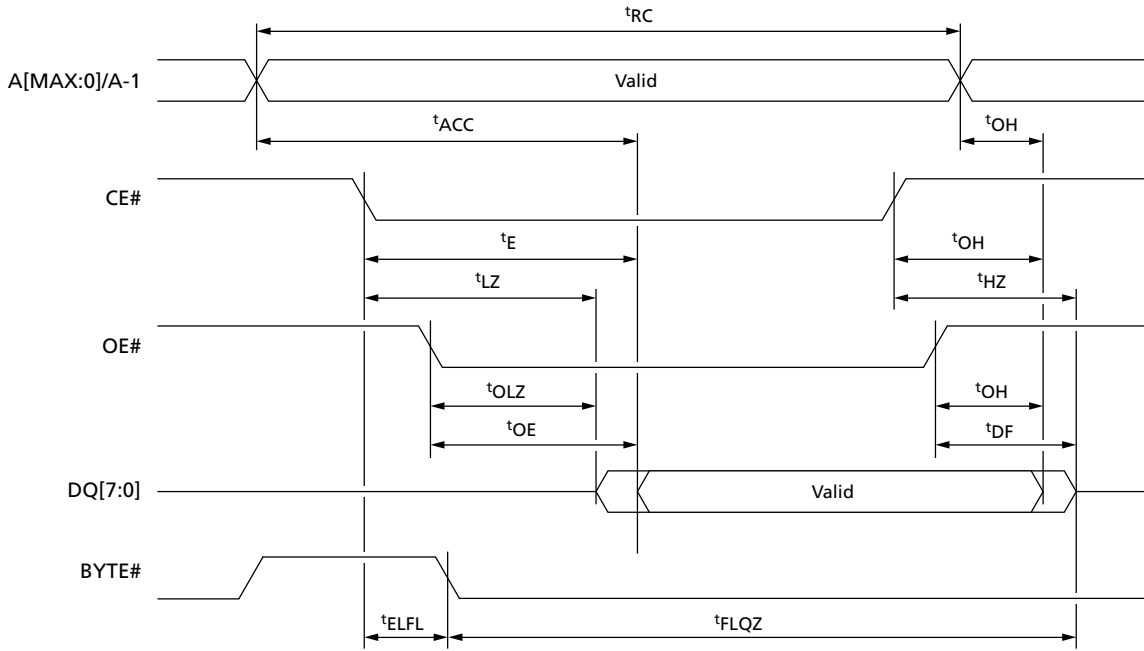 tRC
A[MAX:0]/A-1
Valid
tACC
tOH
CE#
tE
tOH
tLZ
tHZ
OE#
tOLZ
tOH
tOE
tDF
DQ[7:0]
Valid
BYTE#
tELFL
tFLQZ